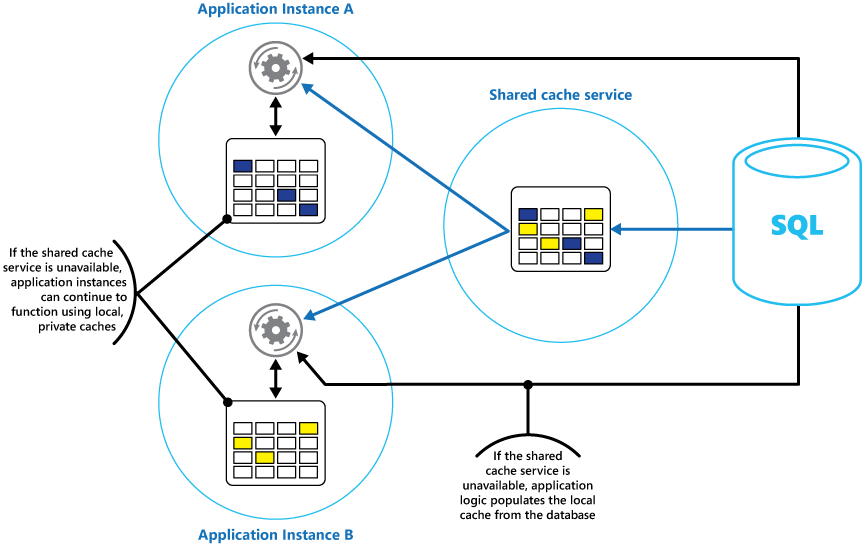 Application Instance A
Shared cache service
SQL
If the shared cache
service is unavailable,
application instances
can continue to
function using local,
private caches
If the shared
cache service is
unavailable, application
logic populates the local
cache from the database
Application Instance B